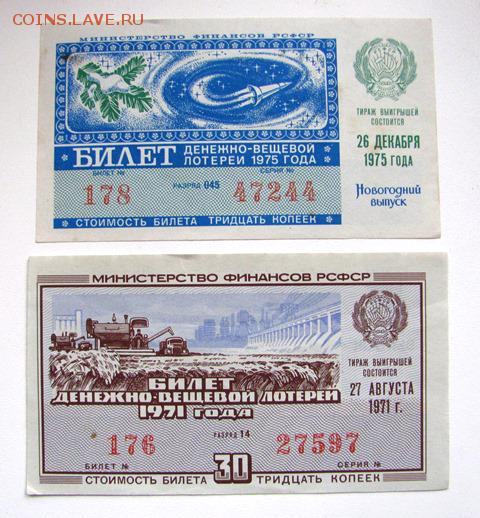 COINS.LAVE.RU
МИНИСТЕРСТВО ФИНАНСОВ РСФСР
БИЛЕТ ДЕНЕЖНО-ВЕЩЕВОЙ
ЛОТЕРЕИ 1975 ГОДА
БИЛЕТ № РАЗРЯД 045 СЕРИЯ №
178 47244
СТОИМОСТЬ БИЛЕТА ТРИДЦАТЬ КОПЕЕК
ТИРАЖ ВЫИГРЫШЕЙ
СОСТОИТСЯ
26 ДЕКАБРЯ
1975 ГОДА
Новогодний
выпуск
МИНИСТЕРСТВО ФИНАНСОВ РСФСР
ТИРАЖ ВЫИГРЫШЕЙ
СОСТОИТСЯ
27 АВГУСТА
1971 г.
БИЛЕТ
ДЕНЕЖНО-ВЕЩЕВОЙ ЛОТЕРЕИ
1971 года
РАЗРЯД 14
176 27597
БИЛЕТ № 30 СЕРИЯ №
СТОИМОСТЬ БИЛЕТА ТРИДЦАТЬ КОПЕЕК